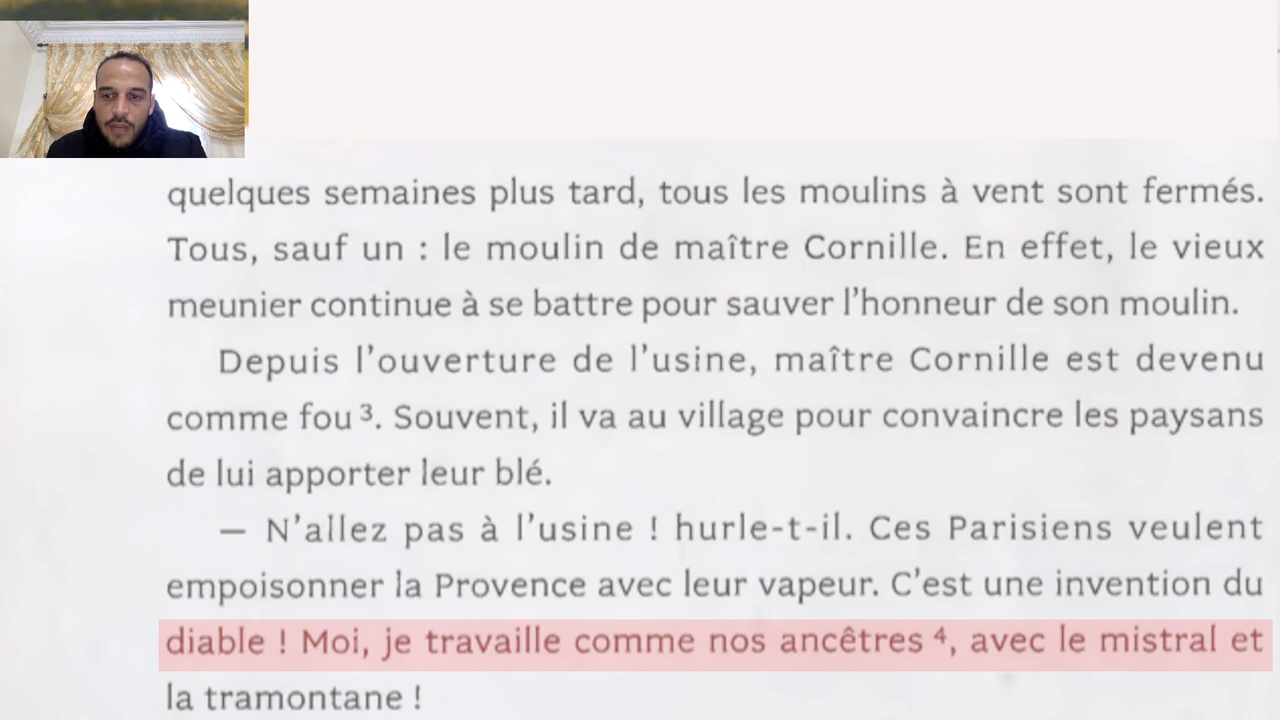 quelques semaines plus tard, tous les moulins à vent sont fermés.
Tous, sauf un : le moulin de maître Cornille. En effet, le vieux
meunier continue à se battre pour sauver l'honneur de son moulin.
Depuis l'ouverture de l'usine, maître Cornille est devenu
comme fou ³. Souvent, il va au village pour convaincre les paysans
de lui apporter leur blé.
— N'allez pas à l'usine ! hurle-t-il. Ces Parisiens veulent
empoisonner la Provence avec leur vapeur. C'est une invention du
diable ! Moi, je travaille comme nos ancêtres ⁴, avec le mistral et
la tramontane !